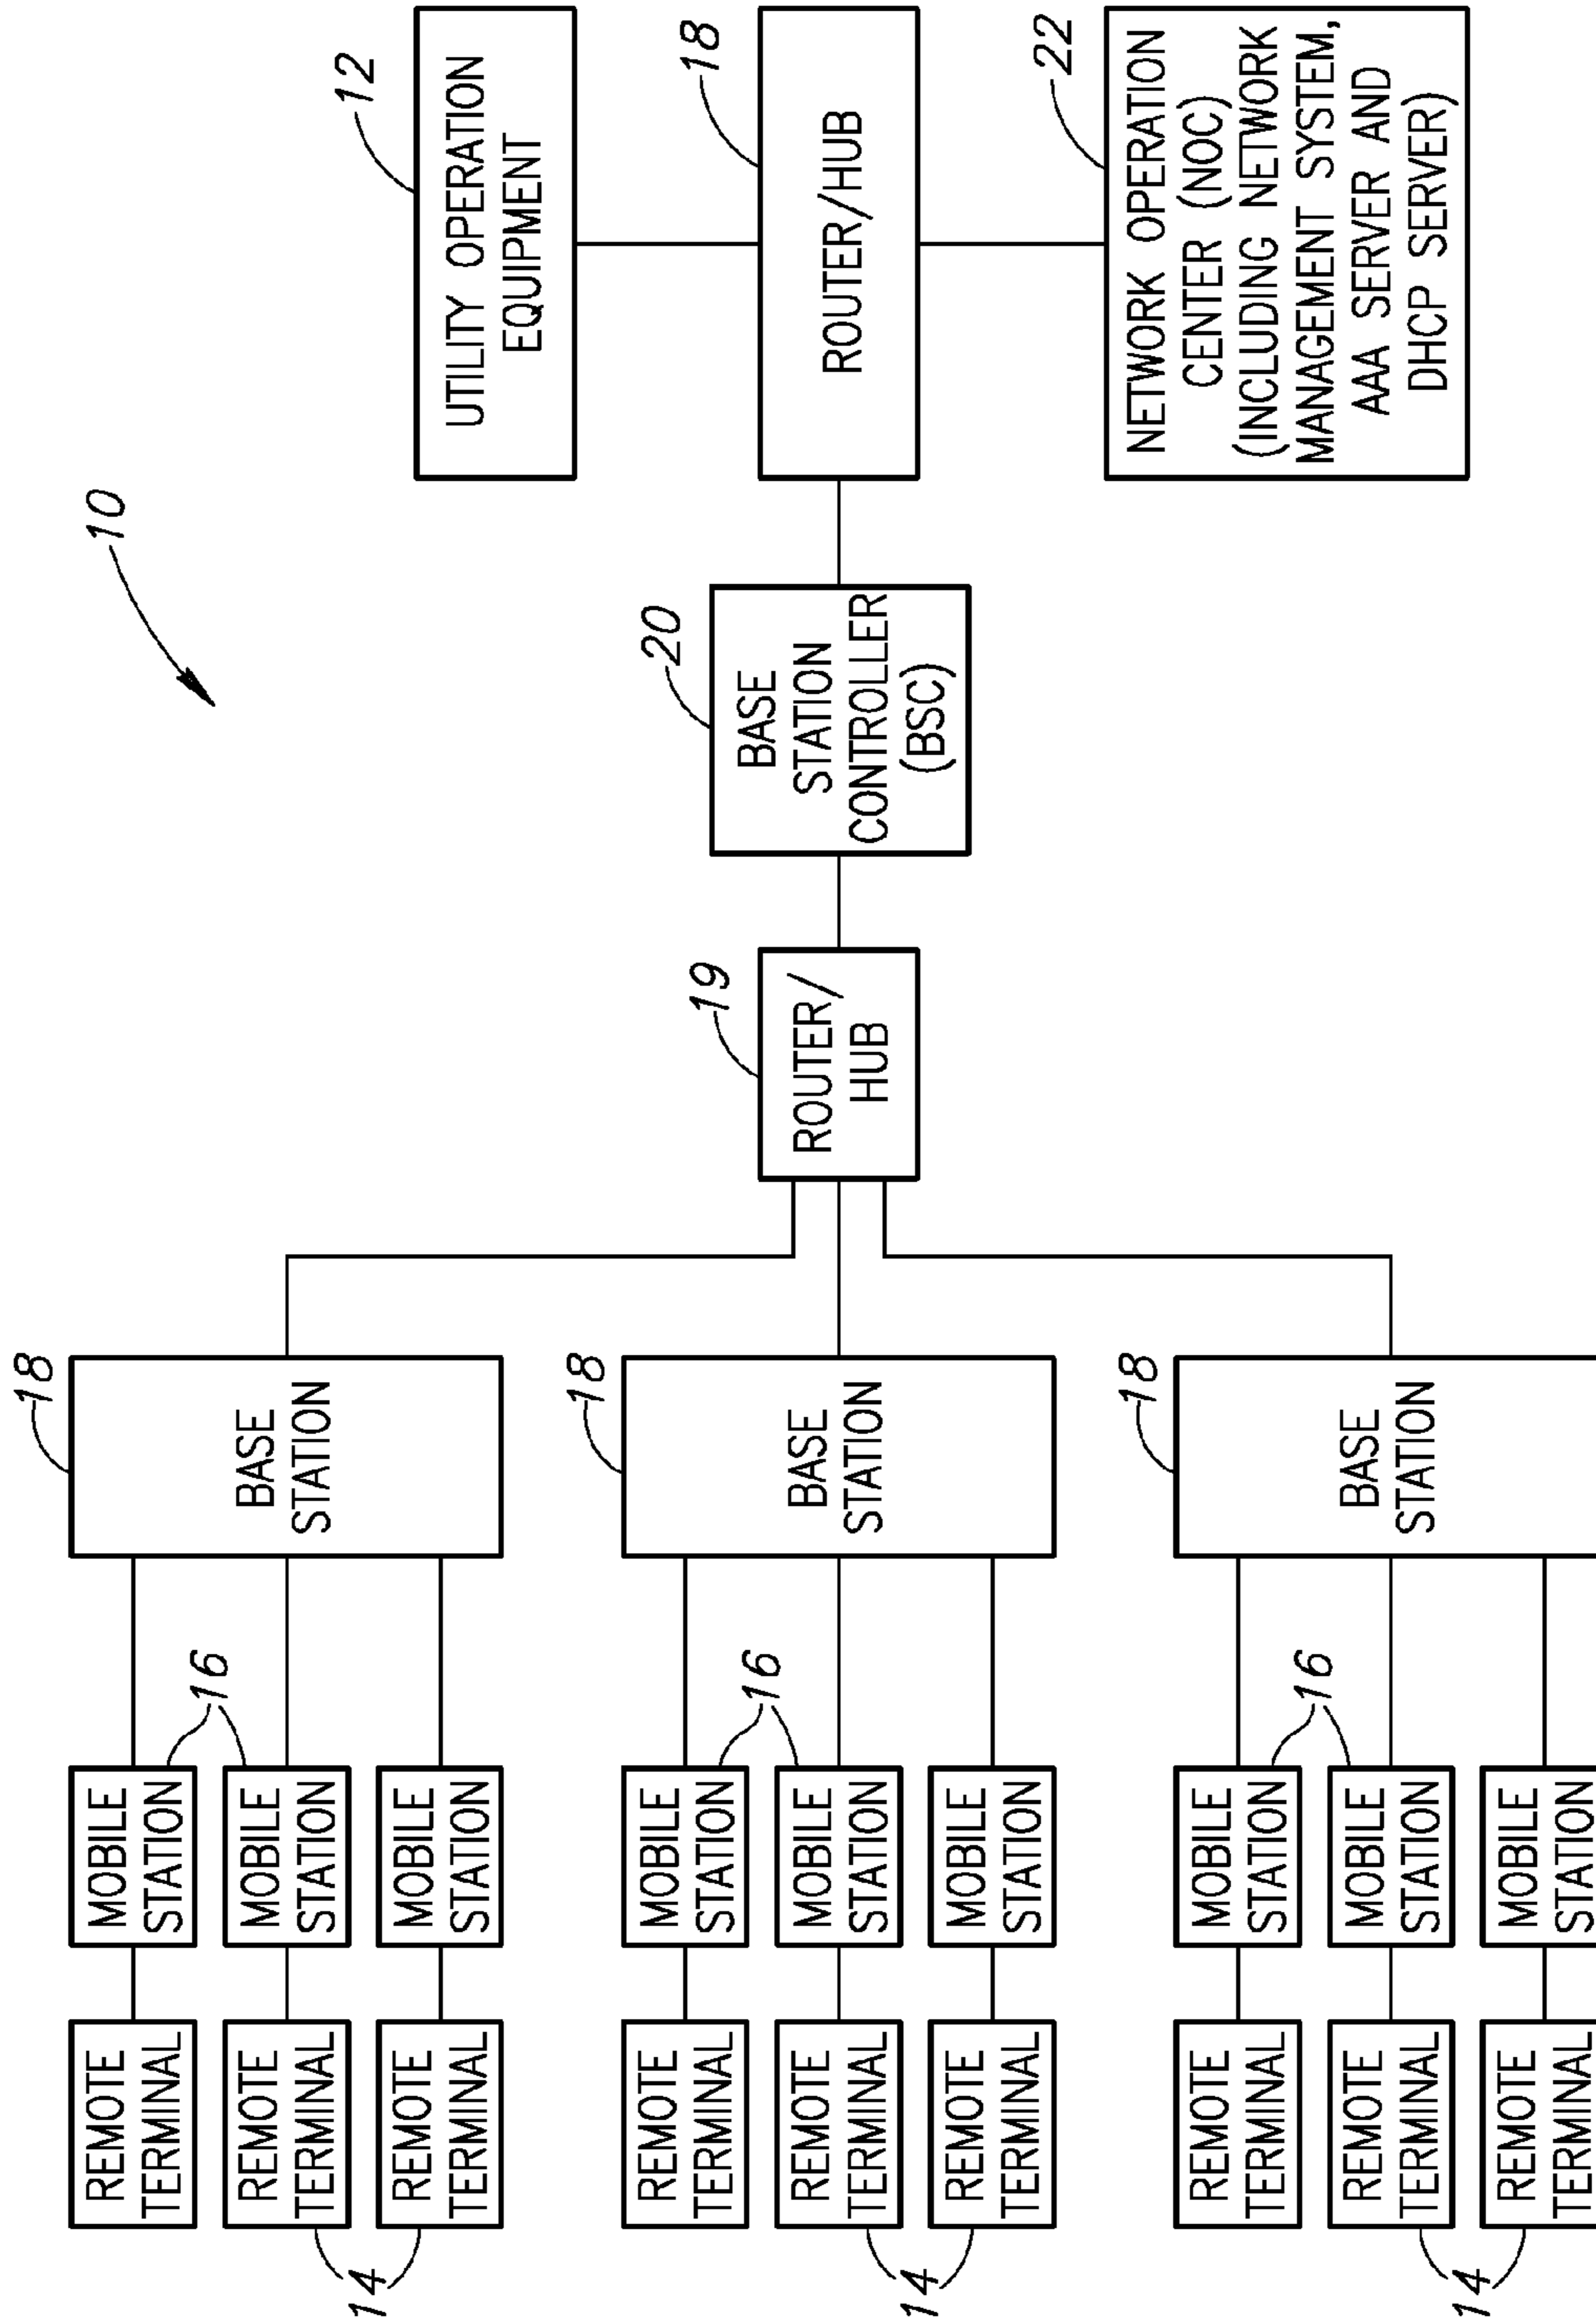 10
REMOTE
TERMINAL
MOBILE
STATION
REMOTE
TERMINAL
MOBILE
STATION
REMOTE
TERMINAL
MOBILE
STATION
14
16
18
BASE
STATION
REMOTE
TERMINAL
MOBILE
STATION
REMOTE
TERMINAL
MOBILE
STATION
REMOTE
TERMINAL
MOBILE
STATION
14
16
18
BASE
STATION
REMOTE
TERMINAL
MOBILE
STATION
REMOTE
TERMINAL
MOBILE
STATION
REMOTE
TERMINAL
MOBILE
STATION
14
16
18
BASE
STATION
19
ROUTER/
HUB
20
BASE
STATION
CONTROLLER
(BSC)
12
UTILITY OPERATION
EQUIPMENT
18
ROUTER/HUB
22
NETWORK OPERATION
CENTER (NOC)
(INCLUDING NETWORK
MANAGEMENT SYSTEM,
AAA SERVER AND
DHCP SERVER)